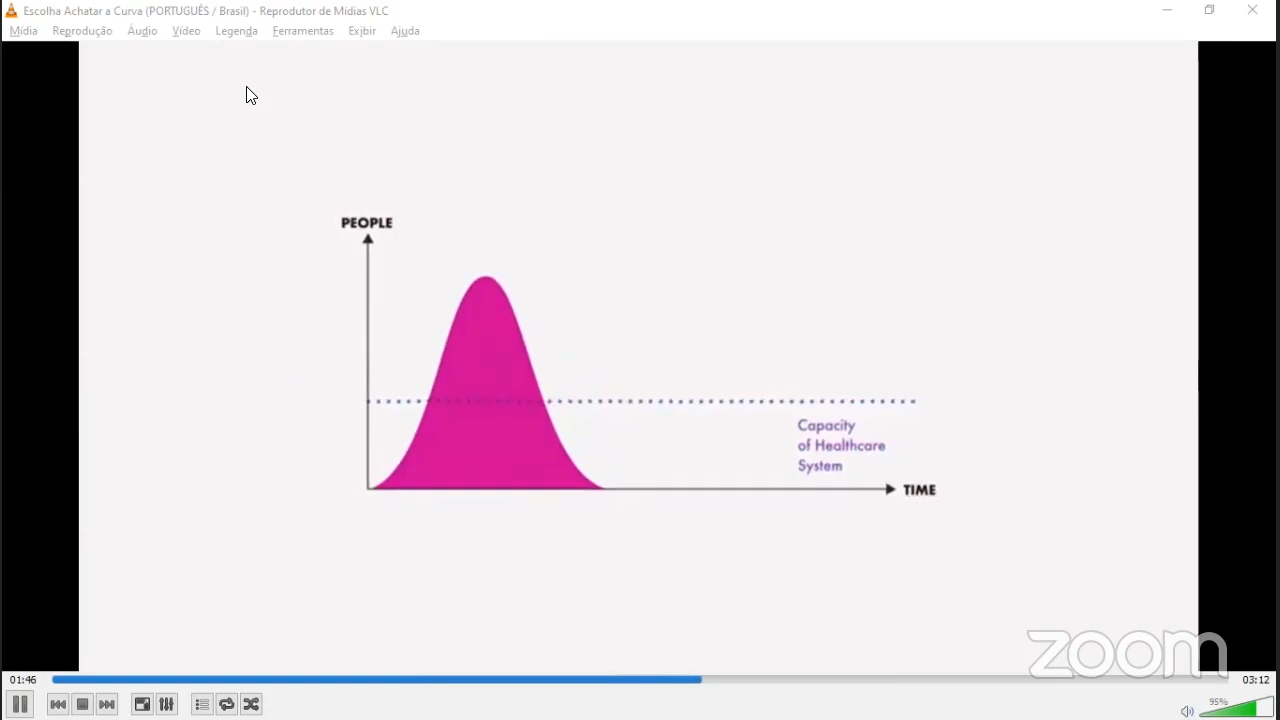 Escolha Achatar a Curva (PORTUGUÊS / Brasil) - Reprodutor de Mídias VLC
Mídia Reprodução Áudio Vídeo Legenda Ferramentas Exibir Ajuda
PEOPLE
Capacity
of Healthcare
System
TIME
zoom
01:46
03:12
95%